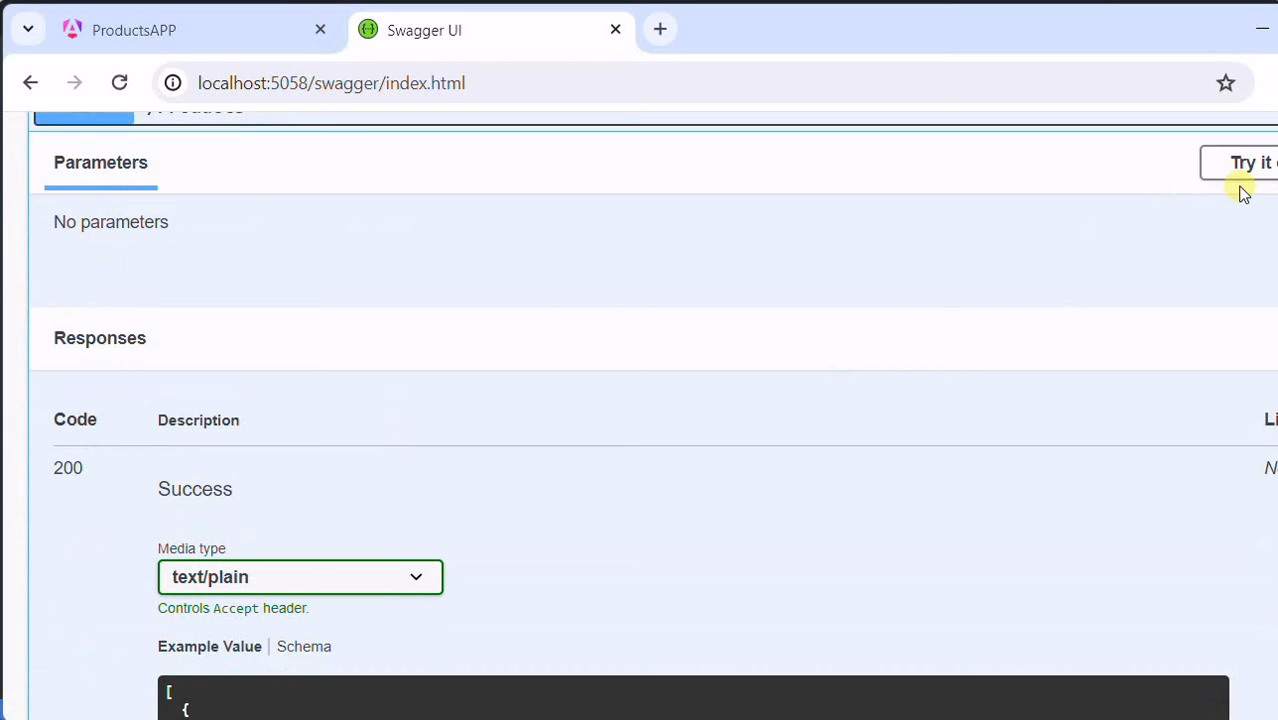 ProductsAPP
Swagger UI
localhost:5058/swagger/index.html
/Products
Parameters
Try it
No parameters
Responses
Code
Description
200
Success
Media type
text/plain
Controls Accept header.
Example Value | Schema
[
{